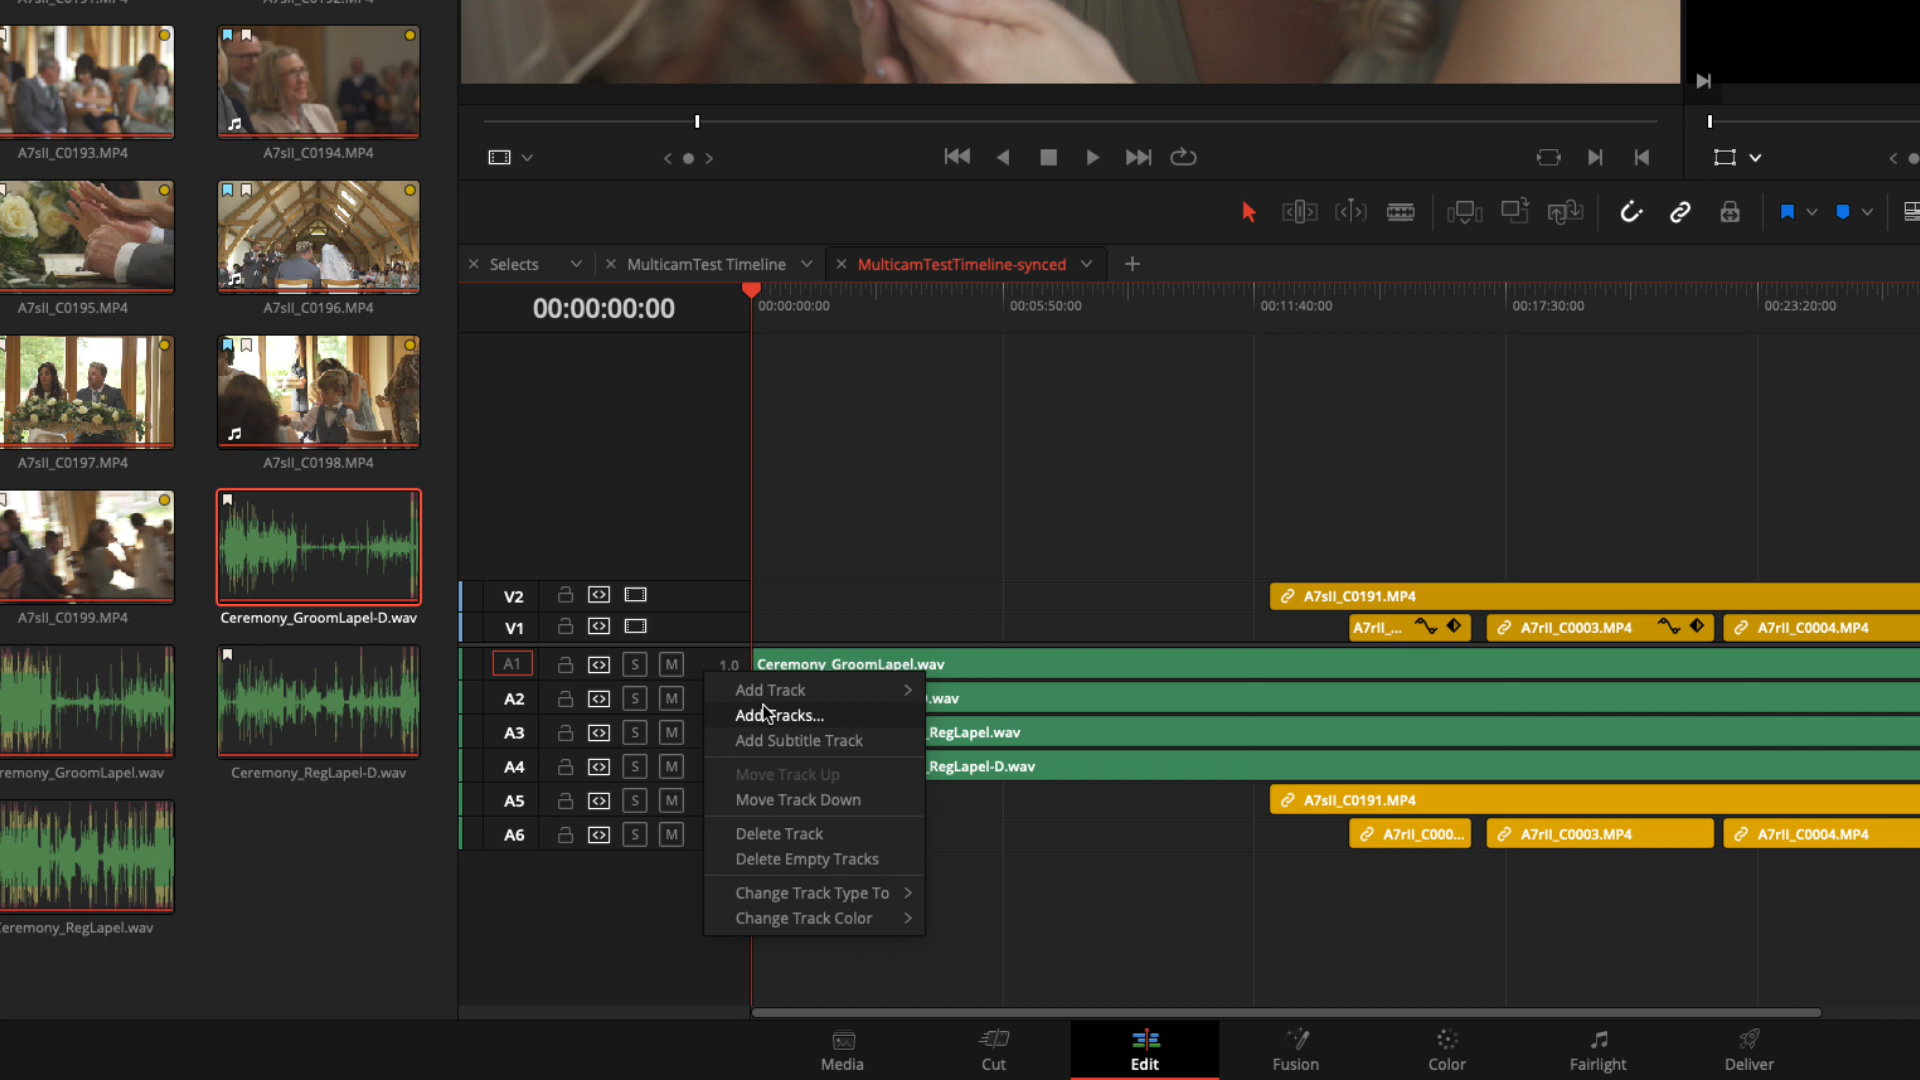 A7sII_C0193.MP4
A7sII_C0194.MP4
A7sII_C0195.MP4
A7sII_C0196.MP4
A7sII_C0197.MP4
A7sII_C0198.MP4
A7sII_C0199.MP4
Ceremony_GroomLapel-D.wav
remony_GroomLapel.wav
Ceremony_RegLapel-D.wav
eremony_RegLapel.wav
Selects
MulticamTest Timeline
MulticamTestTimeline-synced
00:00:00:00
00:00:00:00
00:05:50:00
00:11:40:00
00:17:30:00
00:23:20:00
V2
A7sII_C0191.MP4
V1
A7rII_...
A7rII_C0003.MP4
A7rII_C0004.MP4
A1
S
M
1.0
Ceremony_GroomLapel.wav
A2
S
M
.wav
A3
S
M
_RegLapel.wav
A4
S
M
_RegLapel-D.wav
A5
S
M
A7sII_C0191.MP4
A6
S
M
A7rII_C000...
A7rII_C0003.MP4
A7rII_C0004.MP4
Add Track
Add Tracks...
Add Subtitle Track
Move Track Up
Move Track Down
Delete Track
Delete Empty Tracks
Change Track Type To
Change Track Color
Media
Cut
Edit
Fusion
Color
Fairlight
Deliver